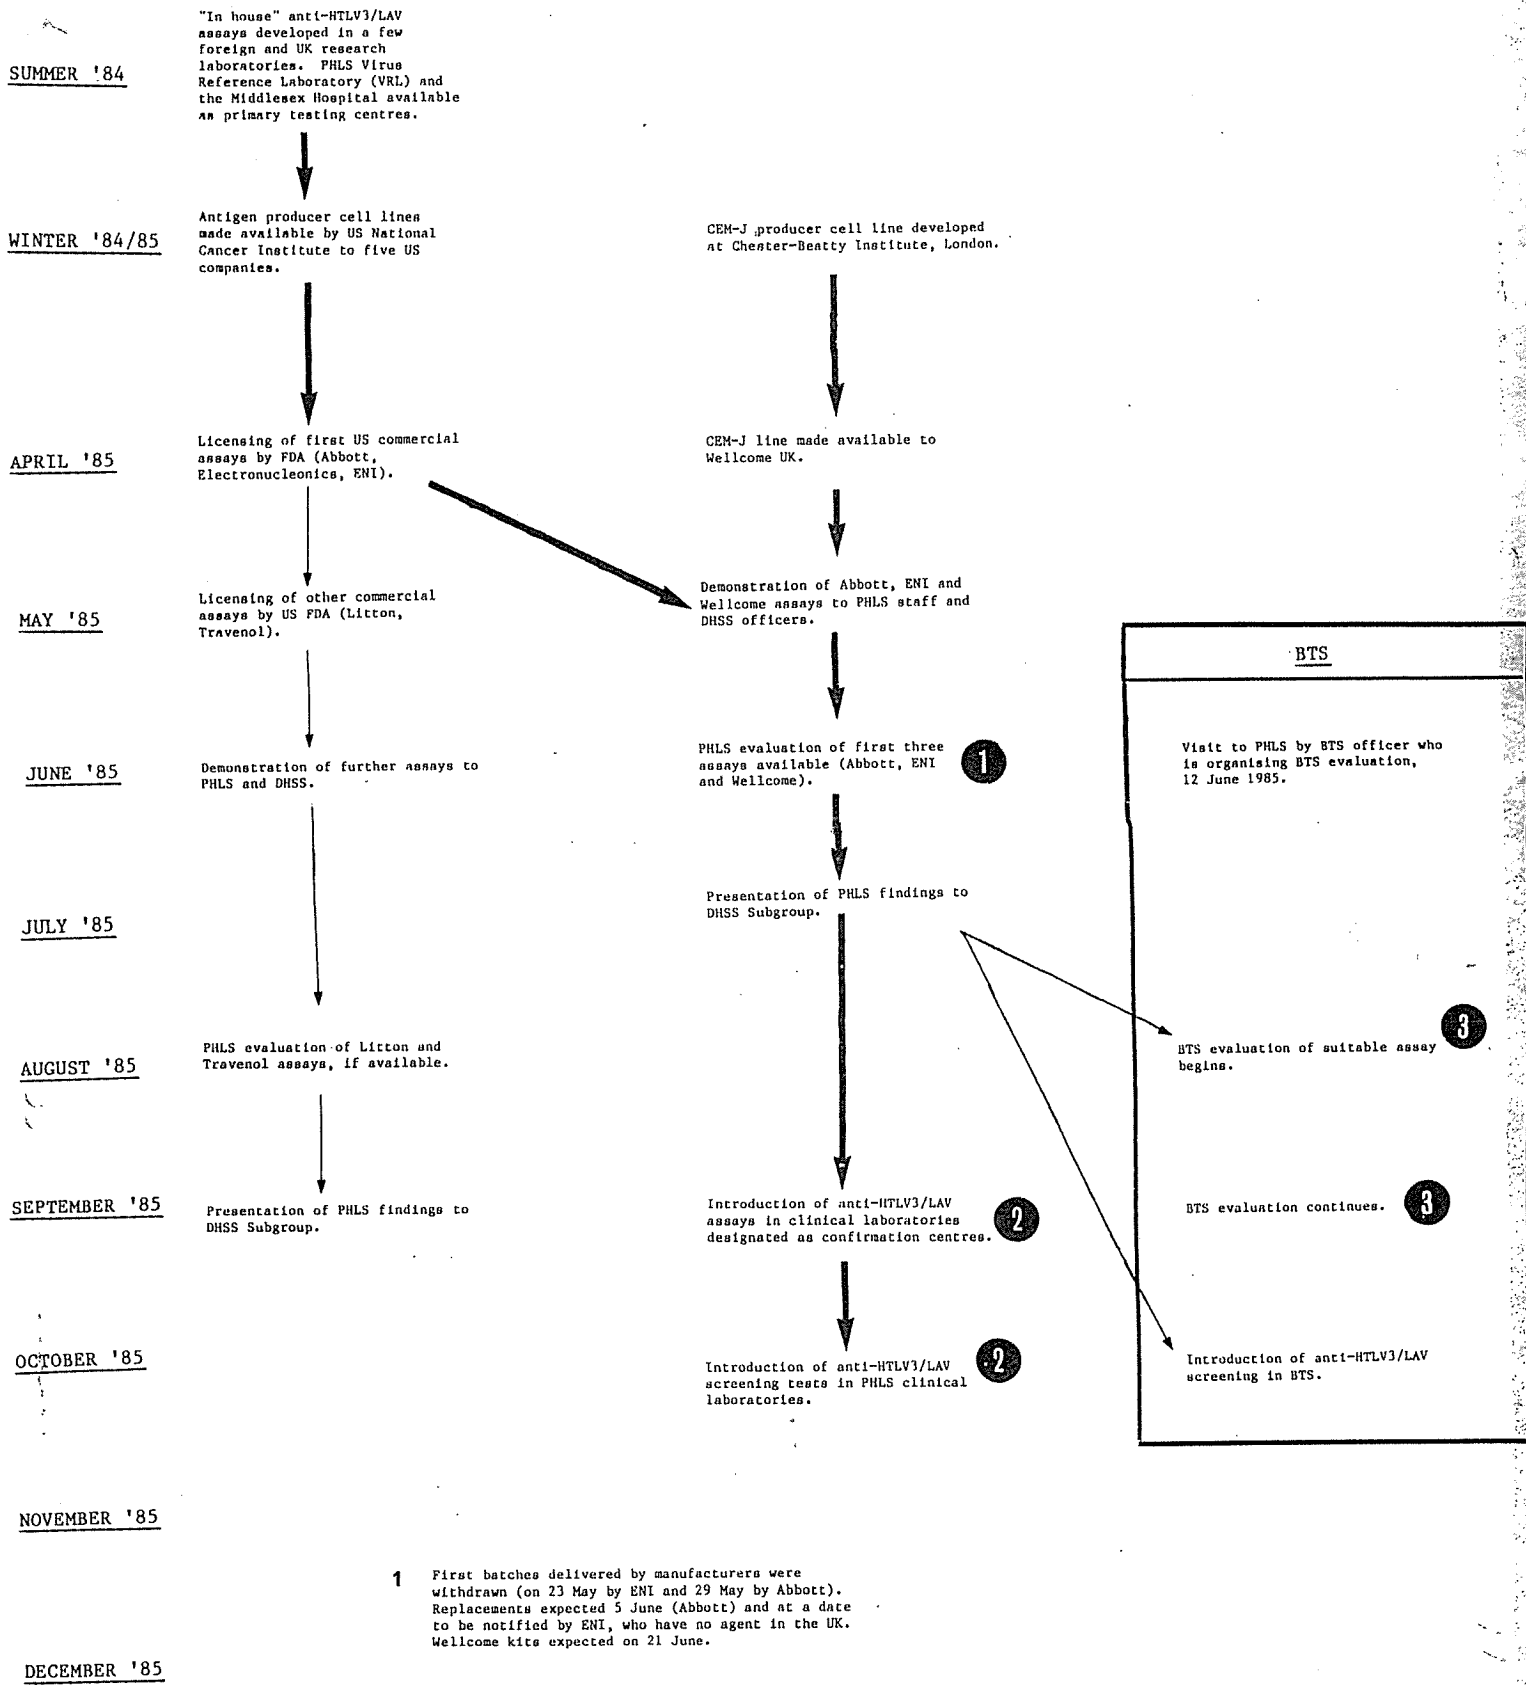 "In house" anti-HTLV3/LAV
assays developed in a few
foreign and UK research
laboratories. PHLS Virus
Reference Laboratory (VRL) and
the Middlesex Hospital available
as primary testing centres.
SUMMER '84
WINTER '84/85
Antigen producer cell lines
made available by US National
Cancer Institute to five US
companies.
CEM-J producer cell line developed
at Chester-Beatty Institute, London.
APRIL '85
Licensing of first US commercial
assays by FDA (Abbott,
Electronucleonics, ENI).
CEM-J line made available to
Wellcome UK.
MAY '85
Licensing of other commercial
assays by US FDA (Litton,
Travenol).
Demonstration of Abbott, ENI and
Wellcome assays to PHLS staff and
DHSS officers.
BTS
JUNE '85
Demonstration of further assays to
PHLS and DHSS.
PHLS evaluation of first three
assays available (Abbott, ENI
and Wellcome).
1
Visit to PHLS by BTS officer who
is organising BTS evaluation,
12 June 1985.
JULY '85
Presentation of PHLS findings to
DHSS Subgroup.
AUGUST '85
PHLS evaluation of Litton and
Travenol assays, if available.
BTS evaluation of suitable assay
begins.
3
SEPTEMBER '85
Presentation of PHLS findings to
DHSS Subgroup.
Introduction of anti-HTLV3/LAV
assays in clinical laboratories
designated as confirmation centres.
2
BTS evaluation continues.
3
OCTOBER '85
Introduction of anti-HTLV3/LAV
screening tests in PHLS clinical
laboratories.
2
Introduction of anti-HTLV3/LAV
screening in BTS.
NOVEMBER '85
1 First batches delivered by manufacturers were
withdrawn (on 23 May by ENI and 29 May by Abbott).
Replacements expected 5 June (Abbott) and at a date
to be notified by ENI, who have no agent in the UK.
Wellcome kits expected on 21 June.
DECEMBER '85